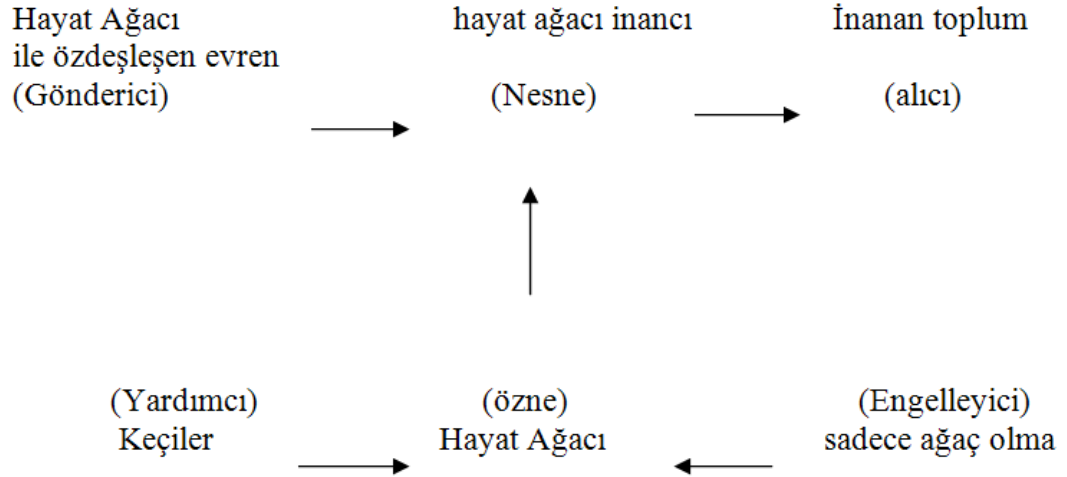 Hayat Ağacı
ile özdeşleşen evren
(Gönderici)
hayat ağacı inancı
(Nesne)
İnanan toplum
(alıcı)
(Yardımcı)
Keçiler
(özne)
Hayat Ağacı
(Engelleyici)
sadece ağaç olma